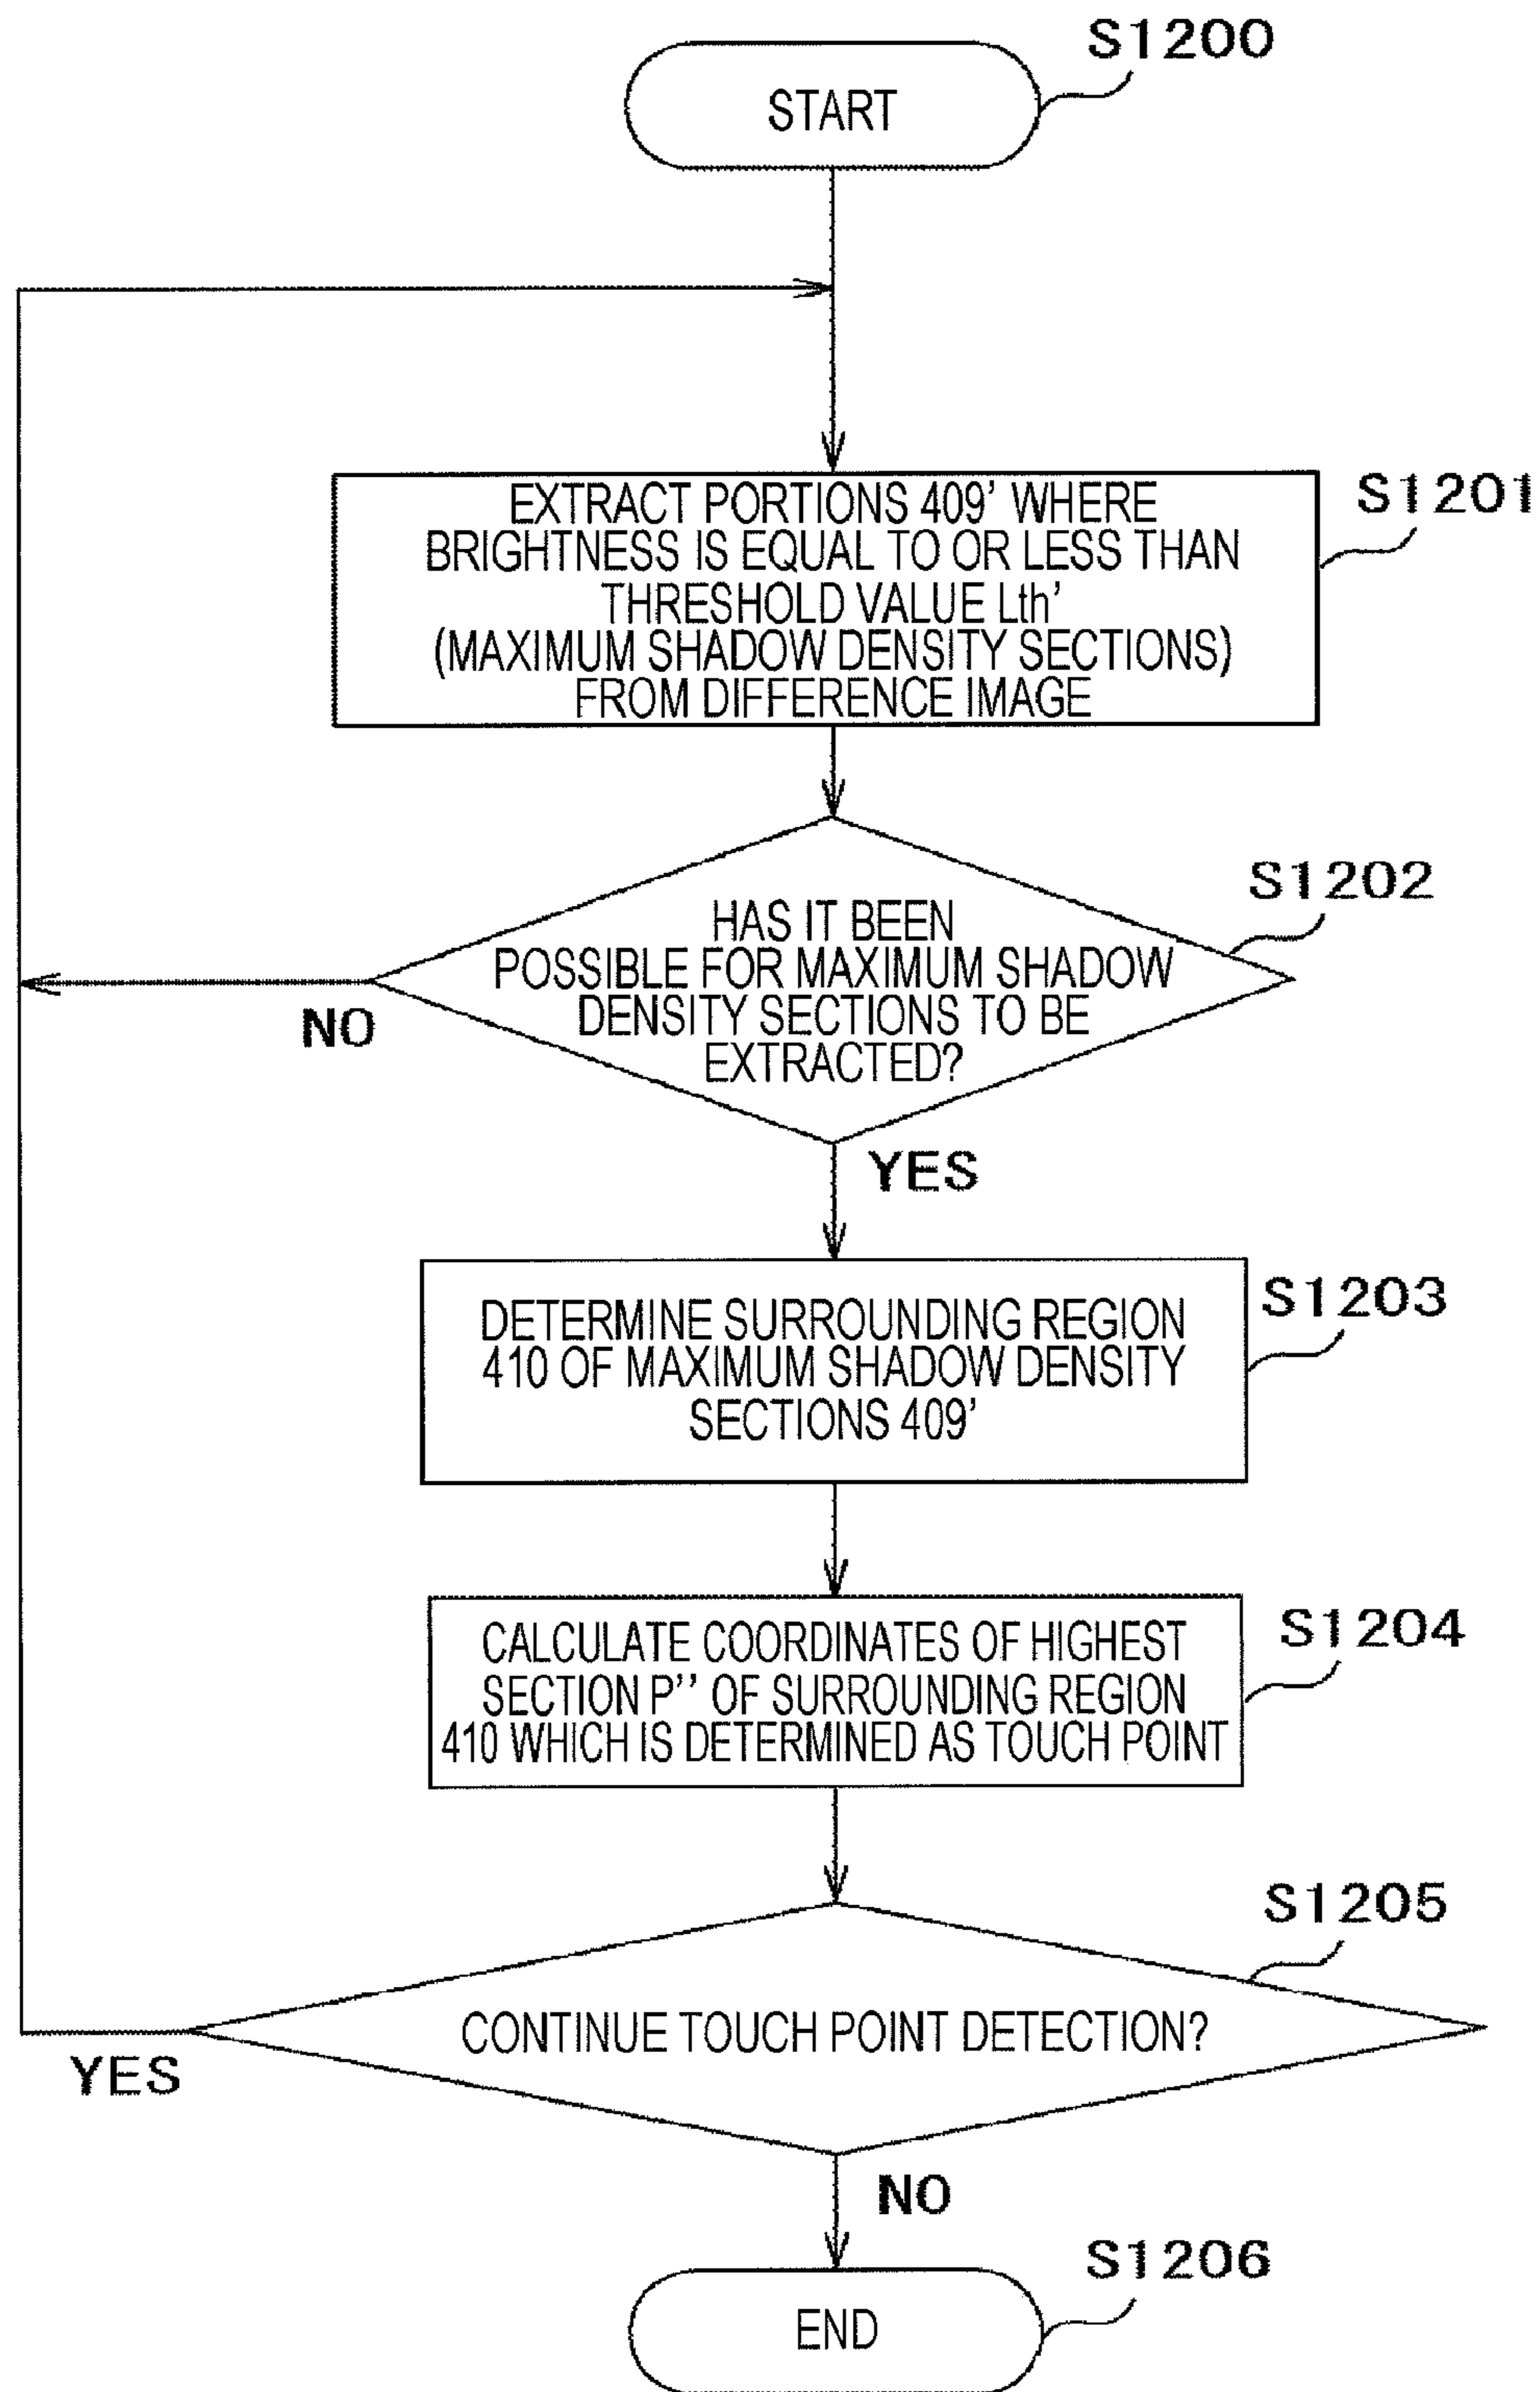 S1200
START
EXTRACT PORTIONS 409’ WHERE
BRIGHTNESS IS EQUAL TO OR LESS THAN
THRESHOLD VALUE Lth’
(MAXIMUM SHADOW DENSITY SECTIONS)
FROM DIFFERENCE IMAGE
S1201
HAS IT BEEN
POSSIBLE FOR MAXIMUM SHADOW
DENSITY SECTIONS TO BE
EXTRACTED?
S1202
NO
YES
DETERMINE SURROUNDING REGION
410 OF MAXIMUM SHADOW DENSITY
SECTIONS 409’
S1203
CALCULATE COORDINATES OF HIGHEST
SECTION P’’ OF SURROUNDING REGION
410 WHICH IS DETERMINED AS TOUCH POINT
S1204
CONTINUE TOUCH POINT DETECTION?
S1205
YES
NO
END
S1206